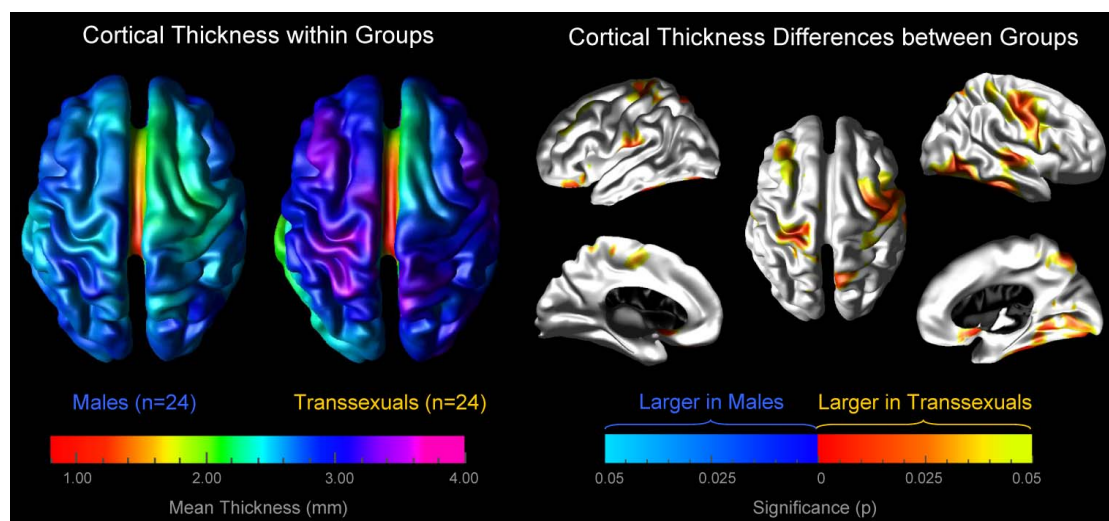 Cortical Thickness within Groups
Cortical Thickness Differences between Groups
Males (n=24)
Transsexuals (n=24)
1.00 2.00 3.00 4.00
Mean Thickness (mm)
Larger in Males
Larger in Transsexuals
0.05 0.025 0 0.025 0.05
Significance (p)